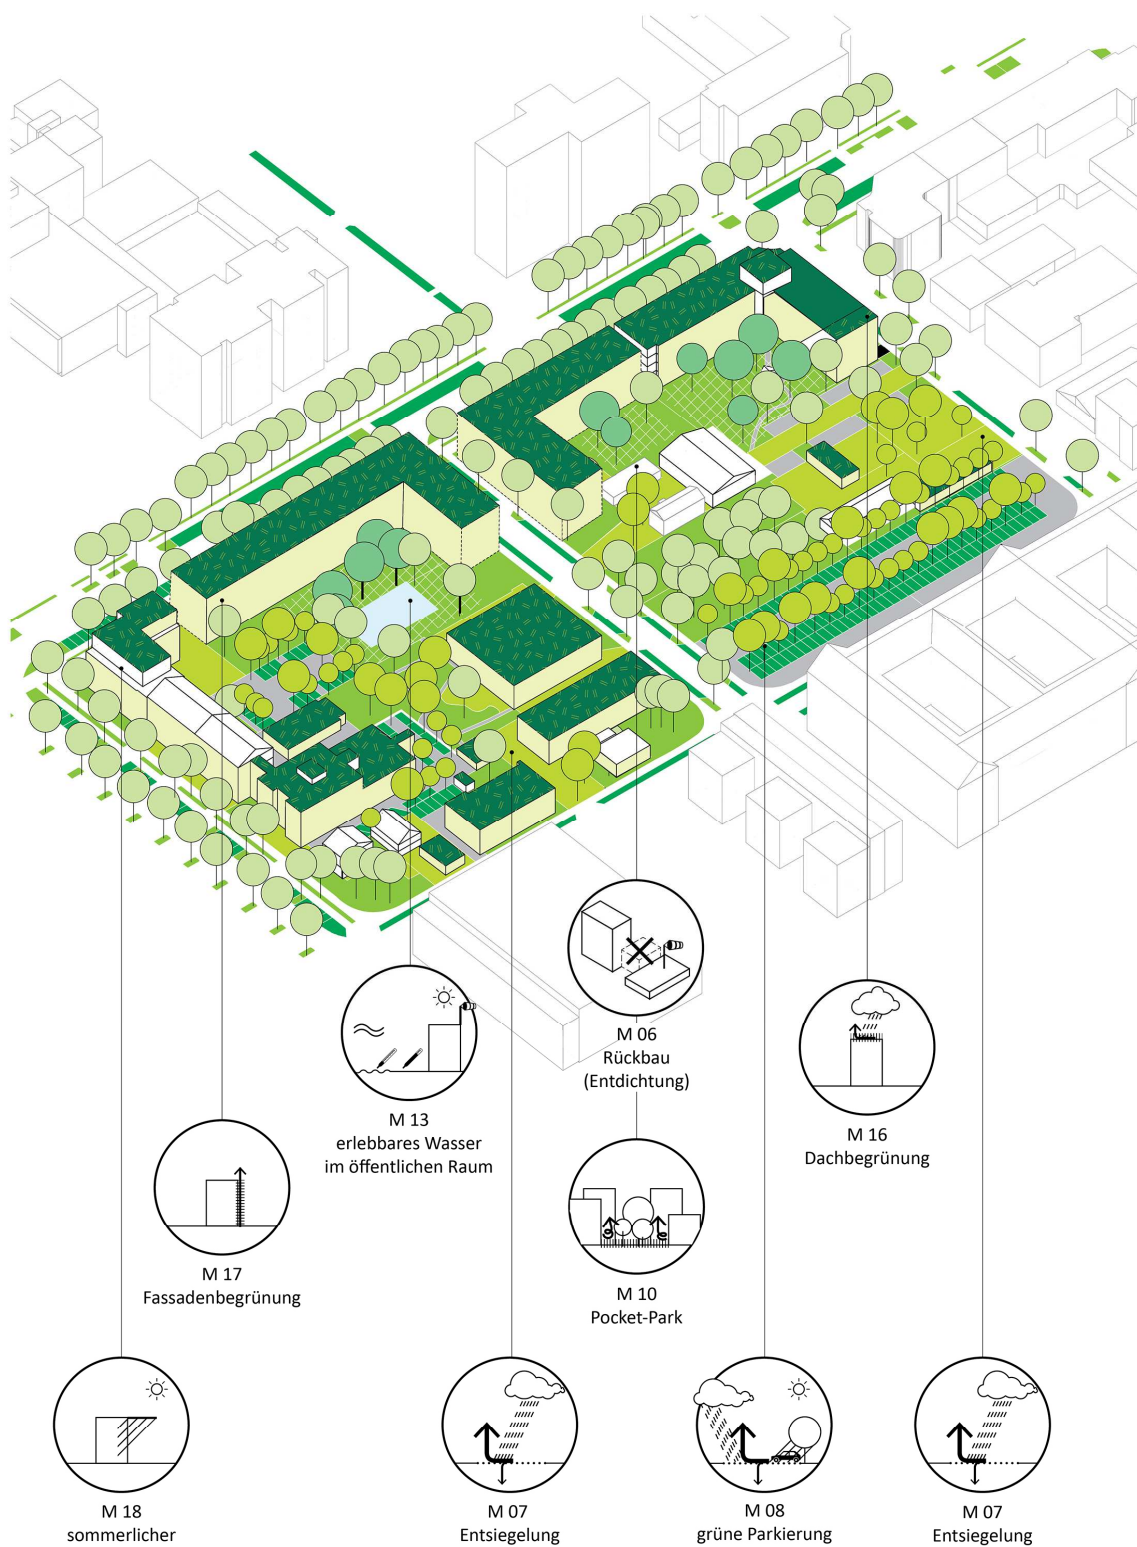 M 06
Rückbau
(Entdichtung)
M 13
erlebbares Wasser
im öffentlichen Raum
M 16
Dachbegrünung
M 17
Fassadenbegrünung
M 10
Pocket-Park
M 18
sommerlicher
M 07
Entsiegelung
M 08
grüne Parkierung
M 07
Entsiegelung